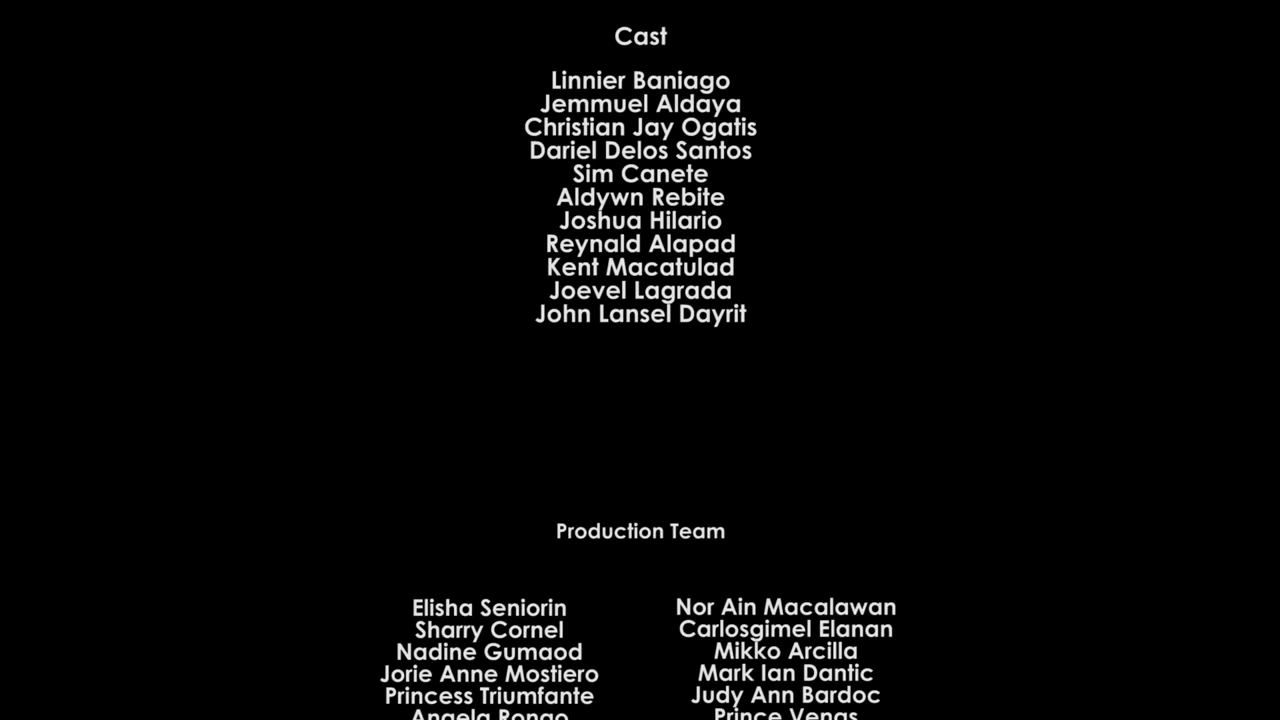 Cast
Linnier Baniago
Jemmuel Aldaya
Christian Jay Ogatis
Dariel Delos Santos
Sim Canete
Aldywn Rebite
Joshua Hilario
Reynald Alapad
Kent Macatulad
Joevel Lagrada
John Lansel Dayrit
Production Team
Elisha Seniorin
Sharry Cornel
Nadine Gumaod
Jorie Anne Mostiero
Princess Triumfante
Angela
Nor Ain Macalawan
Carlosgimel Elanan
Mikko Arcilla
Mark Ian Dantic
Judy Ann Bardoc
Prince